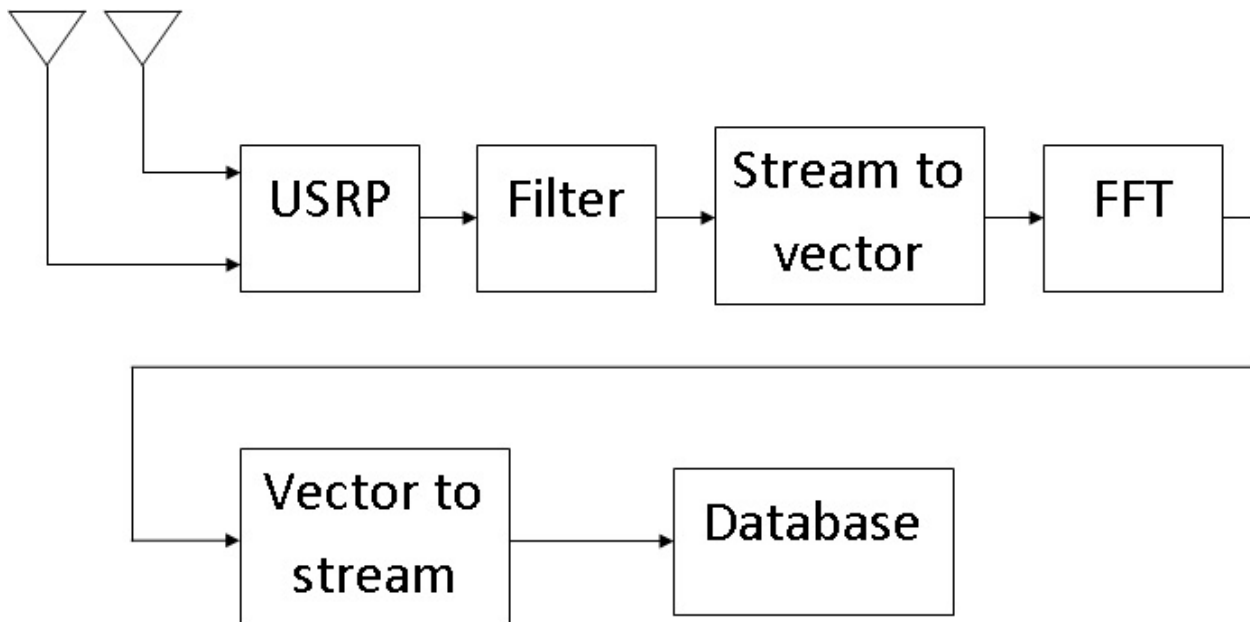 USRP
Filter
Stream to
vector
FFT
Vector to
stream
Database